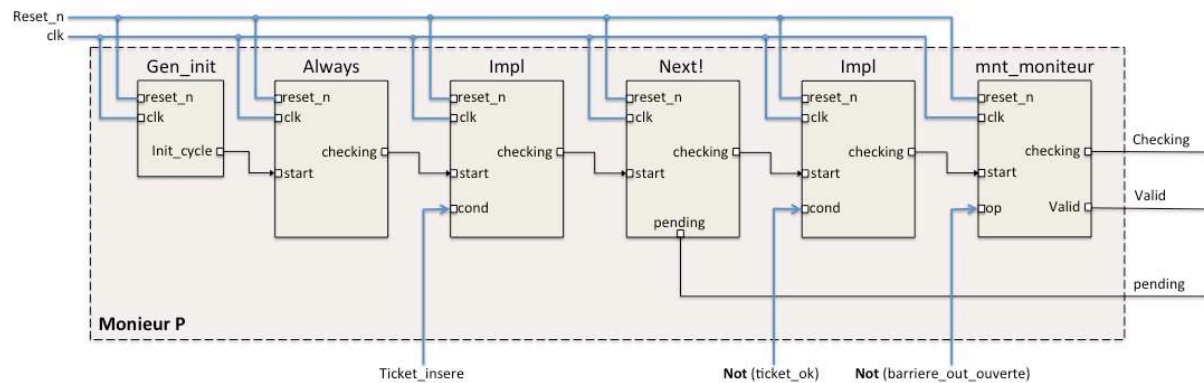 Reset_n
clk
Gen_init Always Impl Next! Impl mnt_moniteur
reset_n reset_n reset_n reset_n reset_n reset_n
clk clk clk clk clk clk
Init_cycle checking checking checking checking checking Checking
start start start start start
cond pending cond op Valid Valid
pending
Monieur P
Ticket_insere Not (ticket_ok) Not (barriere_out_ouverte)